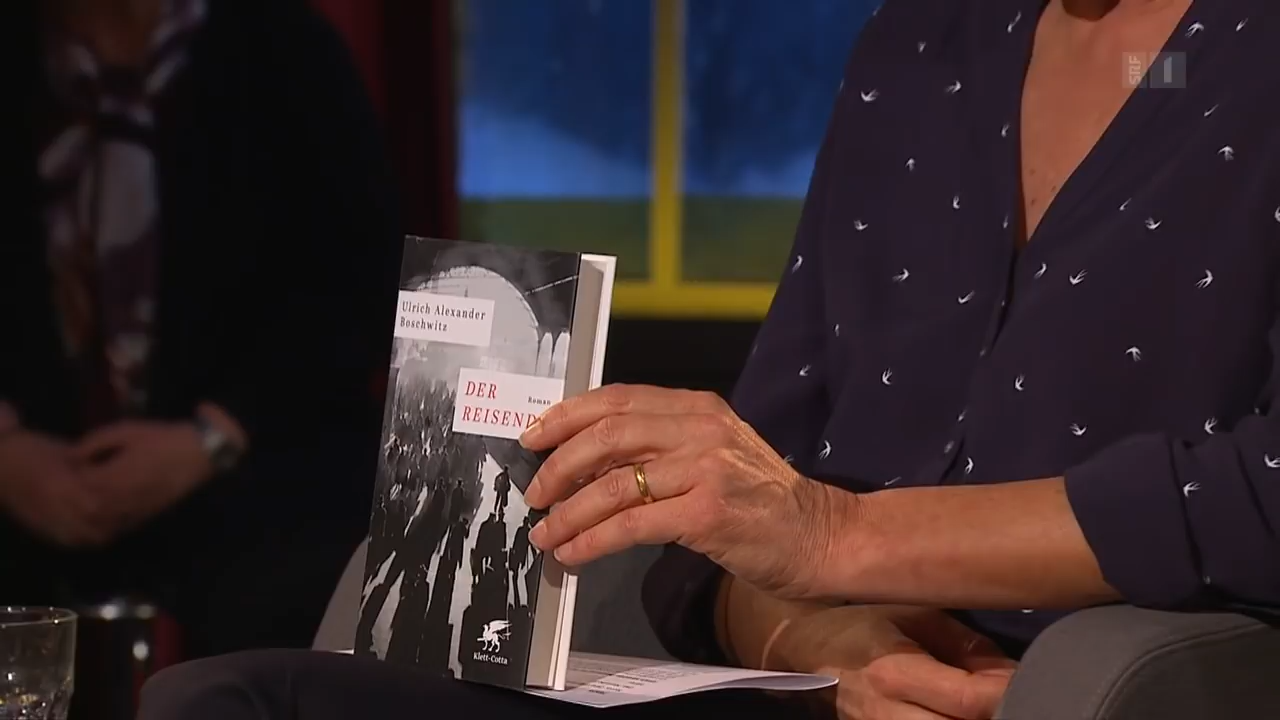 SRF 1
Ulrich Alexander
Boschwitz
DER
Roman
REISEND
Klett-Cotta